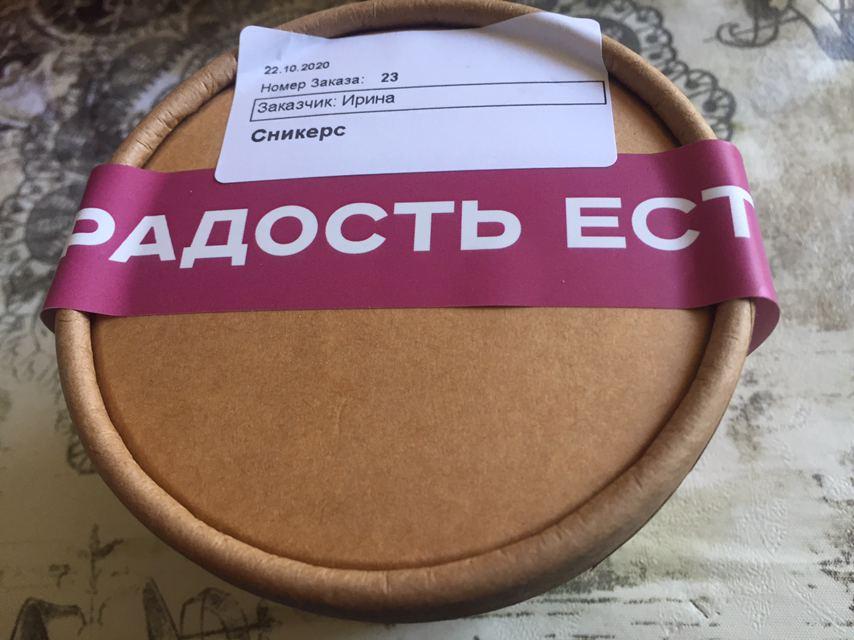 22.10.2020
Номер Заказа: 23
Заказчик: Ирина
Сникерс
РАДОСТЬ ЕСТ